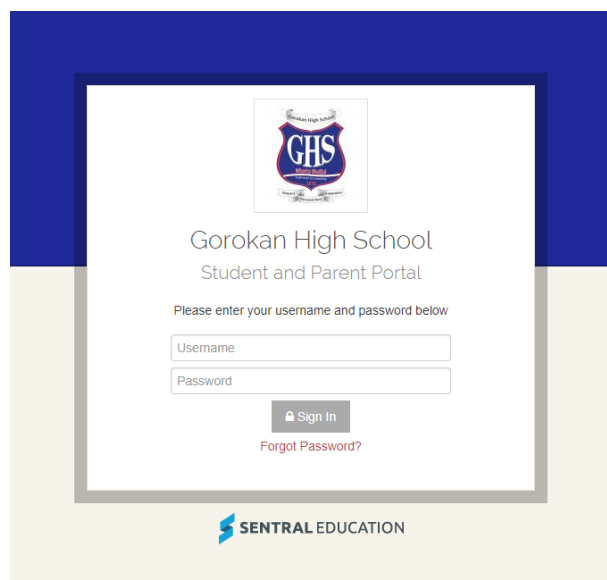 Gorokan High School
GHS
Gorokan High School
Student and Parent Portal
Please enter your username and password below
Username
Password
Sign In
Forgot Password?
SENTRAL EDUCATION